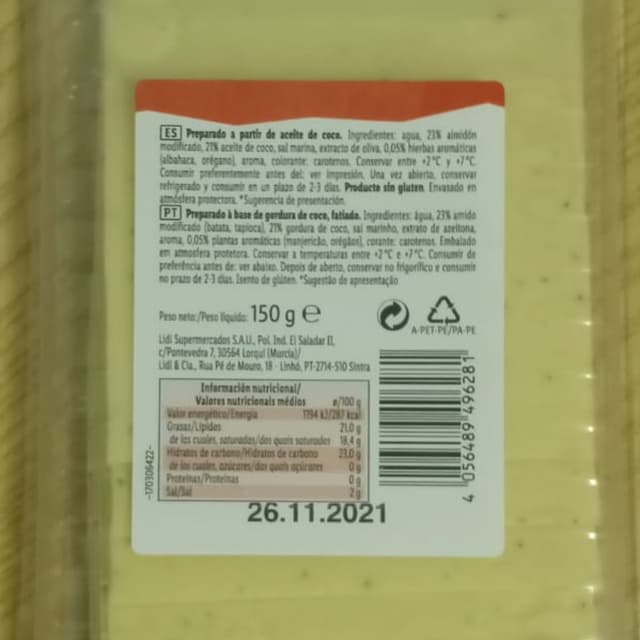 ES Preparado a partir de aceite de coco. Ingredientes: agua, 23% almidón
modificado, 21% aceite de coco, sal marina, extracto de oliva, 0,05% hierbas aromáticas
(albahaca, orégano), aroma, colorante: carotenos. Conservar entre +2°C y +7°C.
Consumir preferentemente antes del: ver impresión. Una vez abierto, conservar
refrigerado y consumir en un plazo de 2-3 días. Producto sin gluten. Envasado en
atmósfera protectora. *Sugerencia de presentación.
PT Preparado à base de gordura de coco, fatiado. Ingredientes: água, 23% amido
modificado (batata, tapioca), 21% gordura de coco, sal marinho, extrato de azeitona,
aroma, 0,05% plantas aromáticas (manjericão, orégãos), corante: carotenos. Embalado
em atmosfera protetora. Conservar a temperaturas entre +2°C e +7°C. Consumir de
preferência antes de: ver abaixo. Depois de aberto, conservar no frigorífico e consumir
no prazo de 2-3 dias. Isento de glúten. *Sugestão de apresentação
Peso neto:/Peso líquido: 150 g e
A-PET-PE/PA-PE
Lidl Supermercados S.A.U., Pol. Ind. El Saladar II,
c/Pontevedra 7, 30564 Lorquí (Murcia)/
Lidl & Cia., Rua Pé de Mouro, 18 - Linhó, PT-2714-510 Sintra
Información nutricional/
Valores nutricionais médios ø/100 g
Valor energético/Energia 1194 kJ/287 kcal
Grasas/Lípidos 21,0 g
de las cuales, saturadas/dos quais saturados 18,4 g
Hidratos de carbono/Hidratos de carbono 23,0 g
de los cuales, azúcares/dos quais açúcares 0 g
Proteínas/Proteínas 0 g
Sal/Sal 2 g
-170306422-
4 056489 496281
26.11.2021